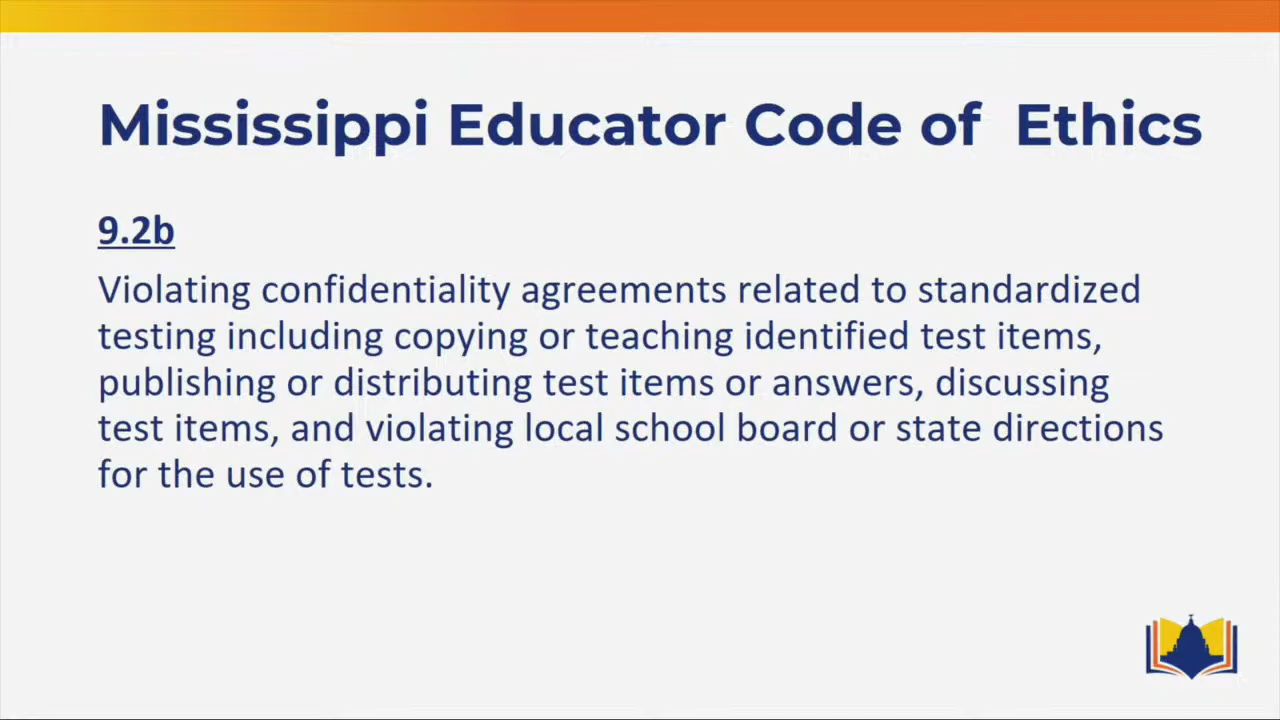 Mississippi Educator Code of  Ethics
9.2b
Violating confidentiality agreements related to standardized
testing including copying or teaching identified test items,
publishing or distributing test items or answers, discussing
test items, and violating local school board or state directions
for the use of tests.